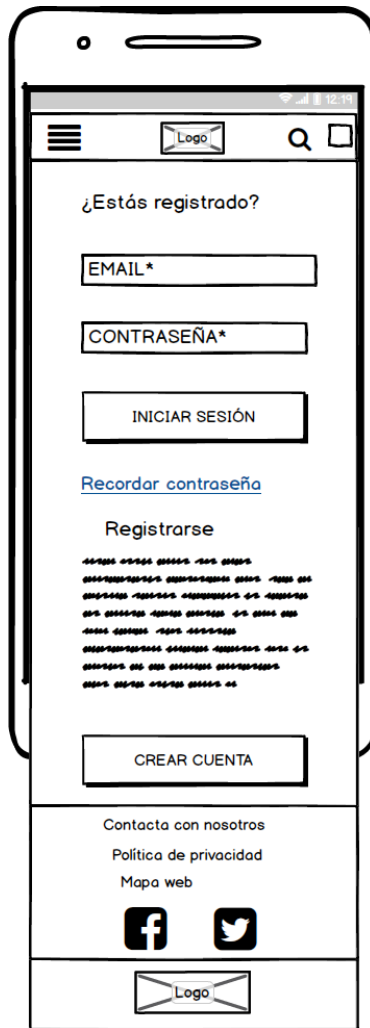 12:19
Logo
¿Estás registrado?
EMAIL*
CONTRASEÑA*
INICIAR SESIÓN
Recordar contraseña
Registrarse
CREAR CUENTA
Contacta con nosotros
Política de privacidad
Mapa web
Logo